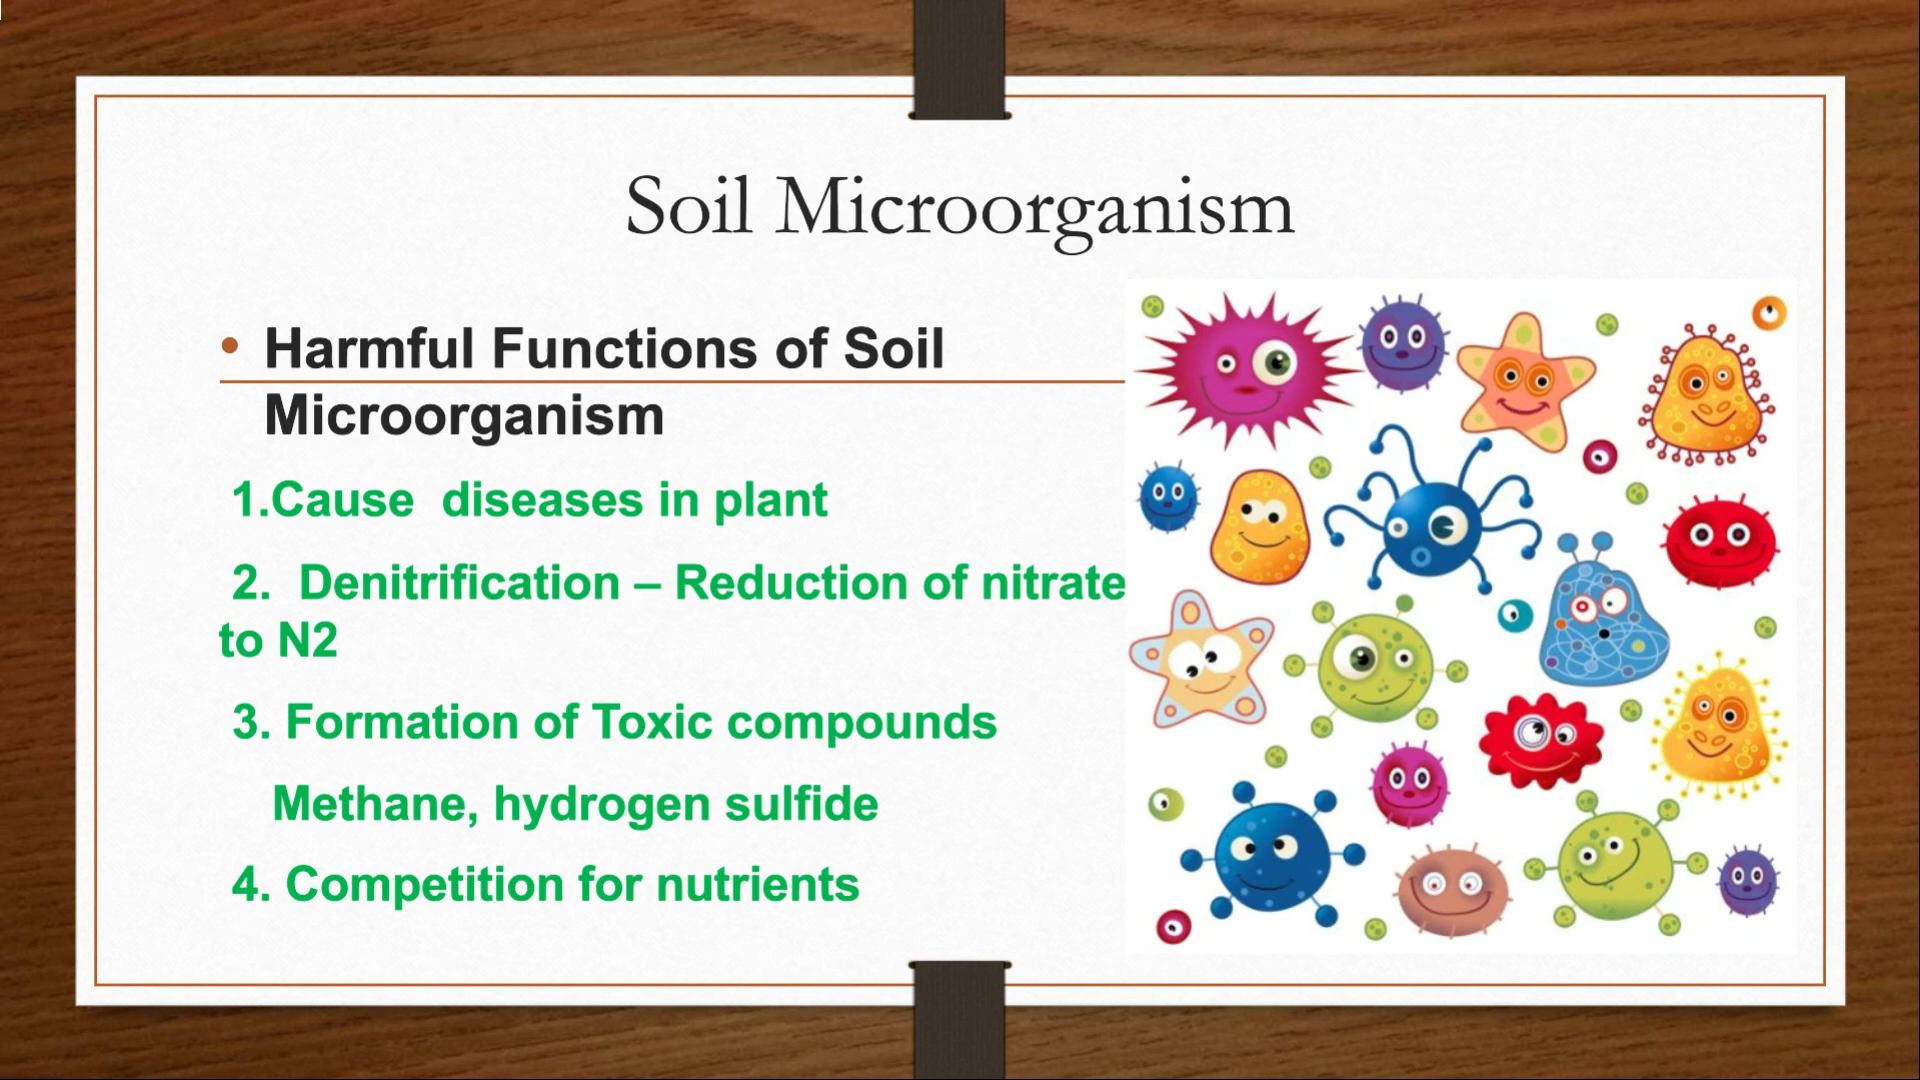 Soil Microorganism
• Harmful Functions of Soil
Microorganism
1.Cause  diseases in plant
2.  Denitrification – Reduction of nitrate
to N2
3. Formation of Toxic compounds
Methane, hydrogen sulfide
4. Competition for nutrients